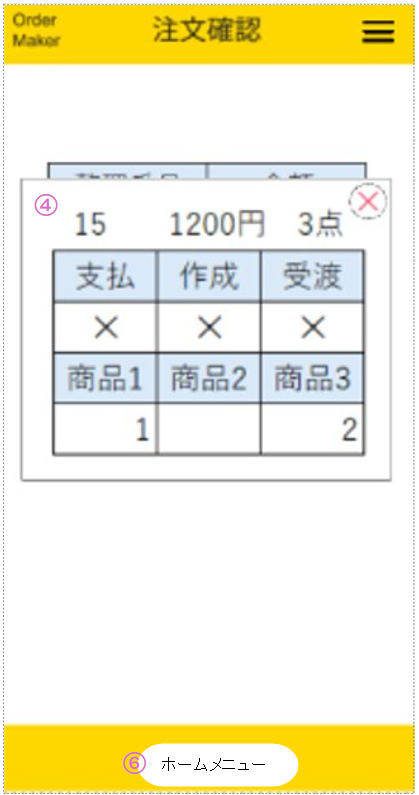 Order
Maker
注文確認
④
15 1200円 3点
支払 作成 受渡
× × ×
商品1 商品2 商品3
1 2
⑥ ホームメニュー